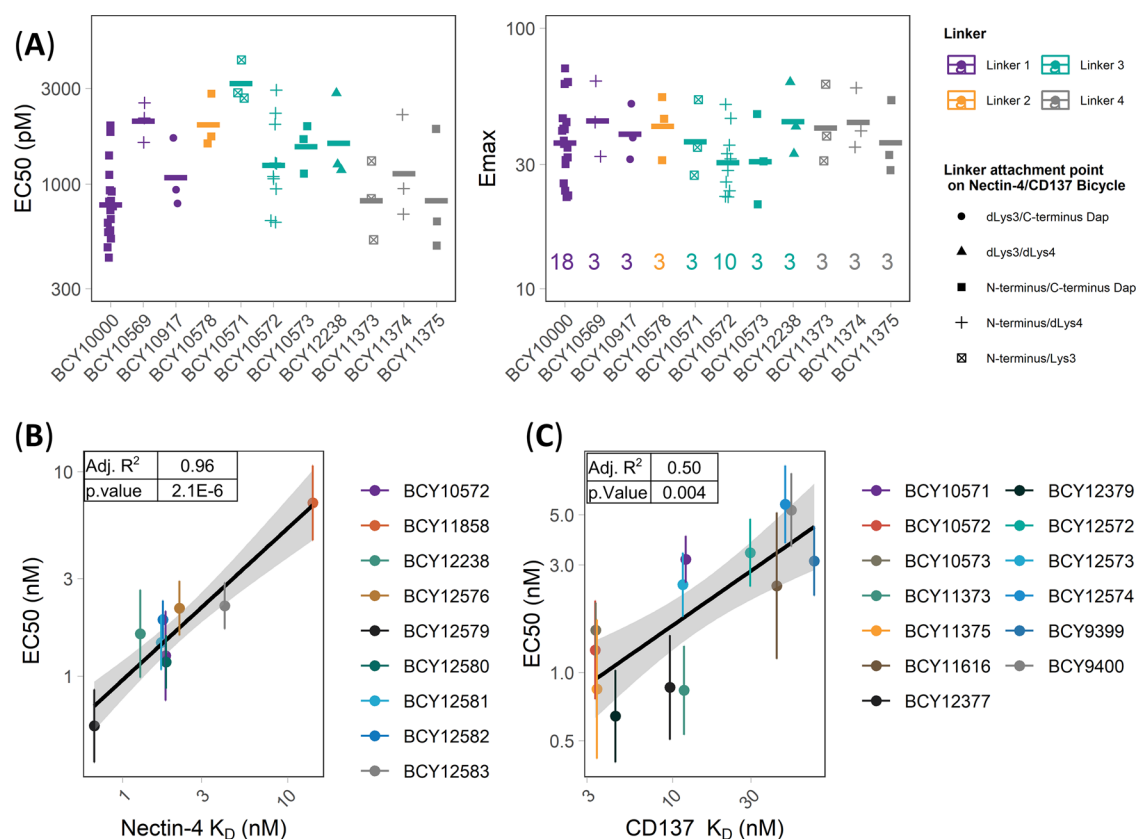 (A)
EC50 (pM)
3000
1000
300
BCY10000
BCY10569
BCY10917
BCY10578
BCY10571
BCY10572
BCY10573
BCY12238
BCY11373
BCY11374
BCY11375
Emax
100
30
10
18 3 3 3 3 10 3 3 3 3 3
BCY10000
BCY10569
BCY10917
BCY10578
BCY10571
BCY10572
BCY10573
BCY12238
BCY11373
BCY11374
BCY11375
Linker
Linker 1 Linker 3
Linker 2 Linker 4
Linker attachment point
on Nectin-4/CD137 Bicycle
dLys3/C-terminus Dap
dLys3/dLys4
N-terminus/C-terminus Dap
N-terminus/dLys4
N-terminus/Lys3
(B)
Adj. R² 0.96
p.value 2.1E-6
EC50 (nM)
10
3
1
1 3 10
Nectin-4 K_D (nM)
BCY10572
BCY11858
BCY12238
BCY12576
BCY12579
BCY12580
BCY12581
BCY12582
BCY12583
(C)
Adj. R² 0.50
p.Value 0.004
EC50 (nM)
5.0
3.0
1.0
0.5
3 10 30
CD137 K_D (nM)
BCY10571 BCY12379
BCY10572 BCY12572
BCY10573 BCY12573
BCY11373 BCY12574
BCY11375 BCY9399
BCY11616 BCY9400
BCY12377